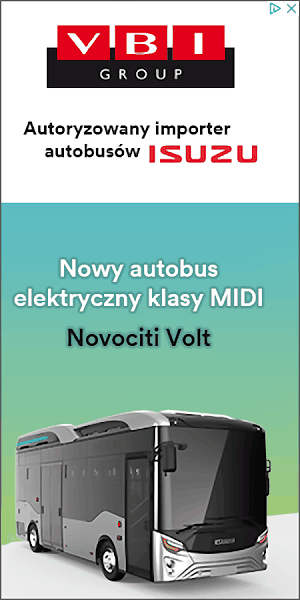 VBI
GROUP
Autoryzowany importer
autobusów ISUZU
Nowy autobus
elektryczny klasy MIDI
Novociti Volt